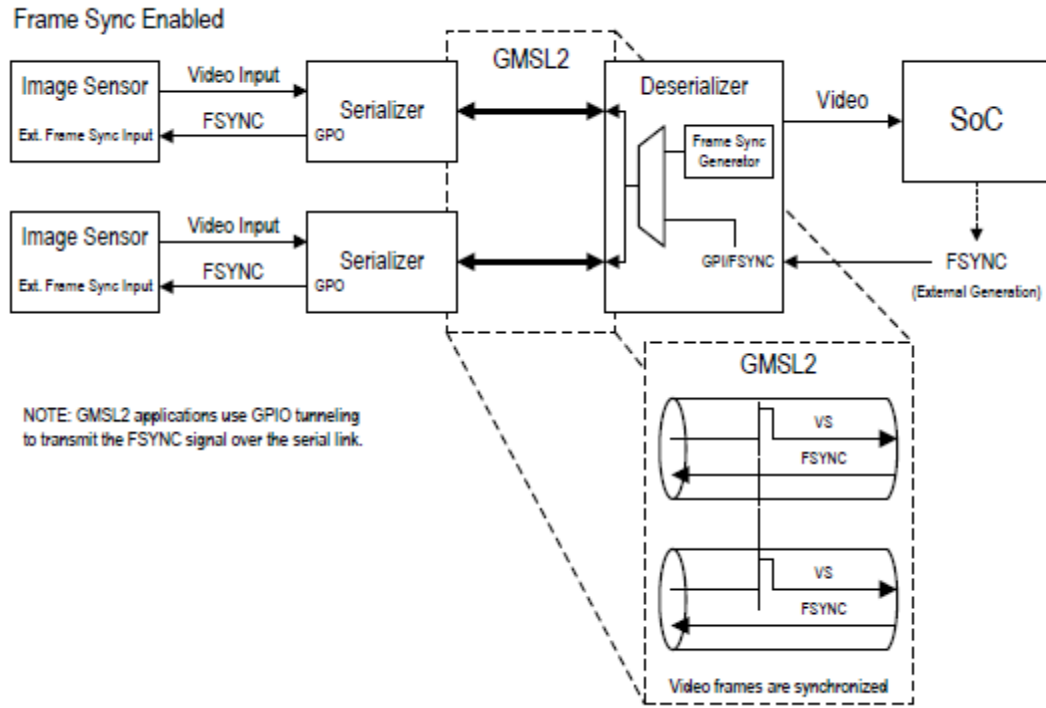 Frame Sync Enabled
Image Sensor
Ext. Frame Sync Input
Video Input
FSYNC
Serializer
GPO
GMSL2
Deserializer
Frame Sync
Generator
GPI/FSYNC
Video
SoC
FSYNC
(External Generation)
Image Sensor
Ext. Frame Sync Input
Video Input
FSYNC
Serializer
GPO
NOTE: GMSL2 applications use GPIO tunneling
to transmit the FSYNC signal over the serial link.
GMSL2
VS
FSYNC
VS
FSYNC
Video frames are synchronized